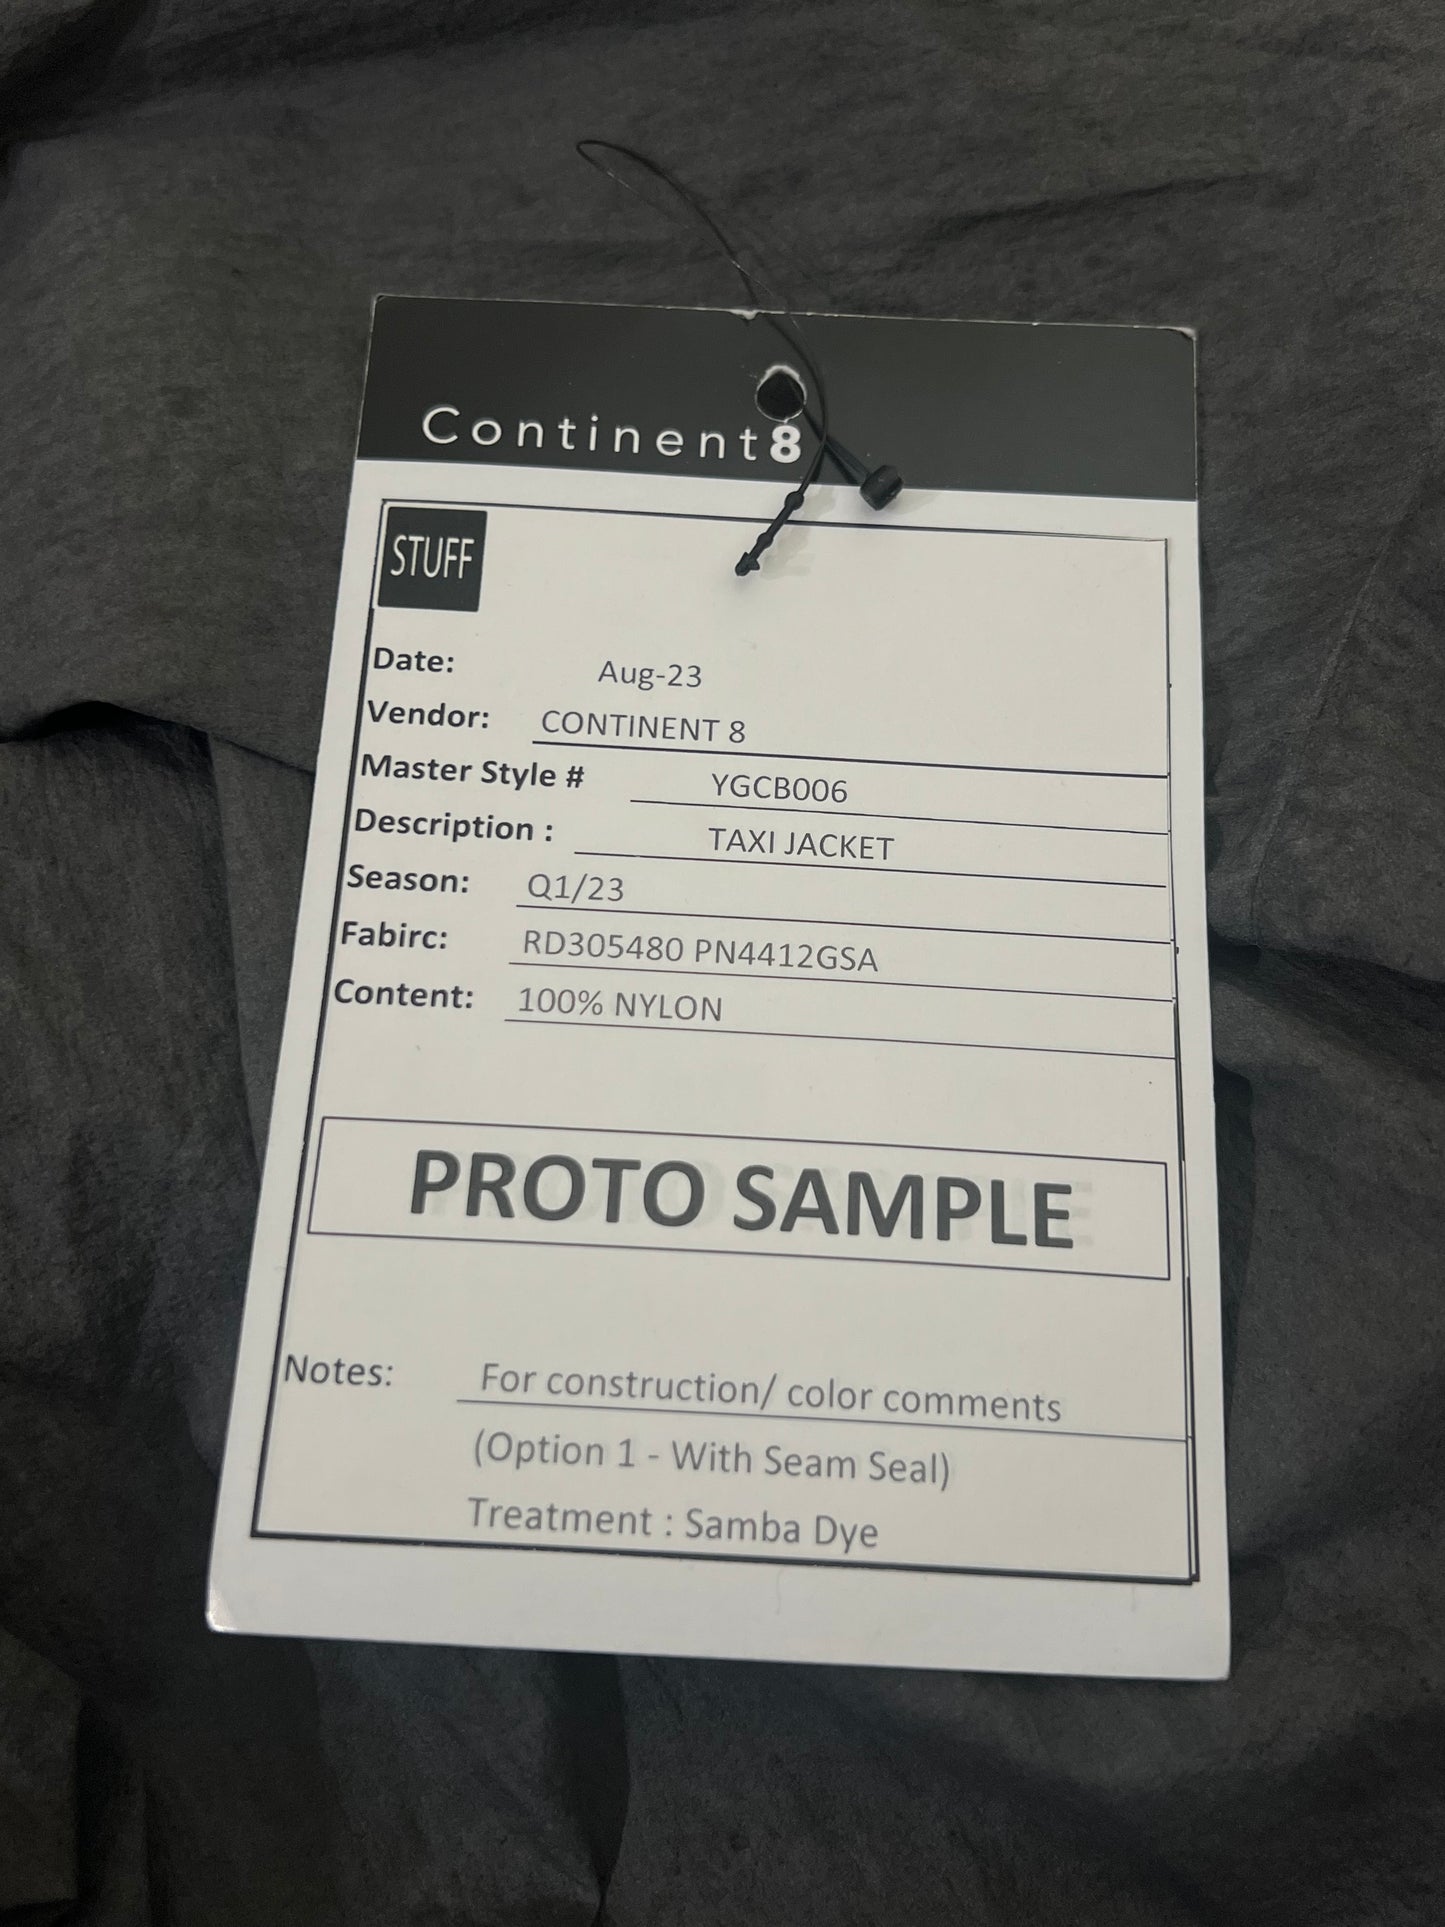 Continent8
STUFF
Date: Aug-23
Vendor: CONTINENT 8
Master Style # YGCB006
Description : TAXI JACKET
Season: Q1/23
Fabirc: RD305480 PN4412GSA
Content: 100% NYLON
PROTO SAMPLE
Notes: For construction/ color comments
(Option 1 - With Seam Seal)
Treatment : Samba Dye